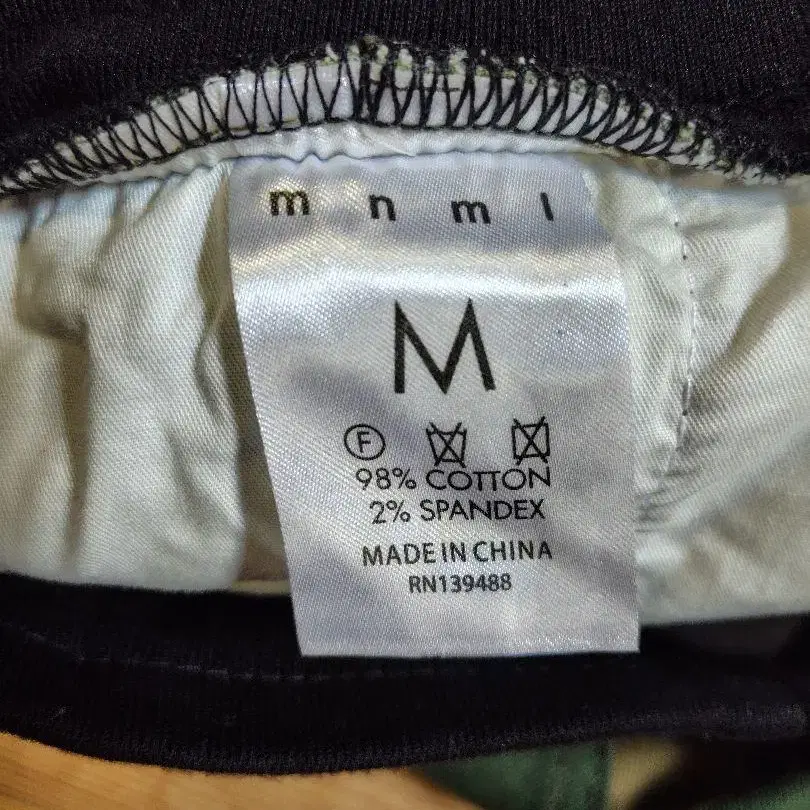 m n m l
M
F
98% COTTON
2% SPANDEX
MADE IN CHINA
RN139488